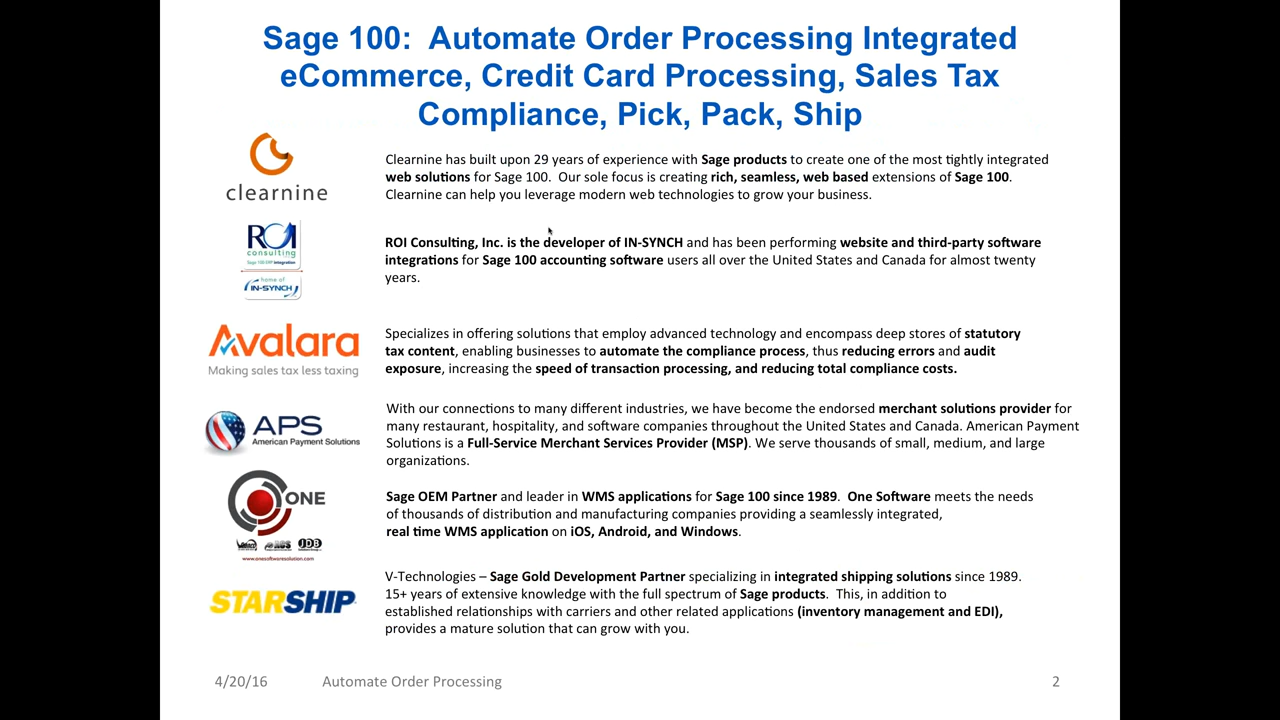 Sage 100:  Automate Order Processing Integrated
eCommerce, Credit Card Processing, Sales Tax
Compliance, Pick, Pack, Ship
clearnine
Clearnine has built upon 29 years of experience with Sage products to create one of the most tightly integrated
web solutions for Sage 100.  Our sole focus is creating rich, seamless, web based extensions of Sage 100.
Clearnine can help you leverage modern web technologies to grow your business.
ROI
consulting
Sage 100 ERP Integration
home of
IN-SYNCH
ROI Consulting, Inc. is the developer of IN-SYNCH and has been performing website and third-party software
integrations for Sage 100 accounting software users all over the United States and Canada for almost twenty
years.
Avalara
Making sales tax less taxing
Specializes in offering solutions that employ advanced technology and encompass deep stores of statutory
tax content, enabling businesses to automate the compliance process, thus reducing errors and audit
exposure, increasing the speed of transaction processing, and reducing total compliance costs.
APS
American Payment Solutions
With our connections to many different industries, we have become the endorsed merchant solutions provider for
many restaurant, hospitality, and software companies throughout the United States and Canada. American Payment
Solutions is a Full-Service Merchant Services Provider (MSP). We serve thousands of small, medium, and large
organizations.
ONE
JDB
www.onesoftwaresolution.com
Sage OEM Partner and leader in WMS applications for Sage 100 since 1989.  One Software meets the needs
of thousands of distribution and manufacturing companies providing a seamlessly integrated,
real time WMS application on iOS, Android, and Windows.
STARSHIP
V-Technologies – Sage Gold Development Partner specializing in integrated shipping solutions since 1989.
15+ years of extensive knowledge with the full spectrum of Sage products.  This, in addition to
established relationships with carriers and other related applications (inventory management and EDI),
provides a mature solution that can grow with you.
4/20/16
Automate Order Processing
2